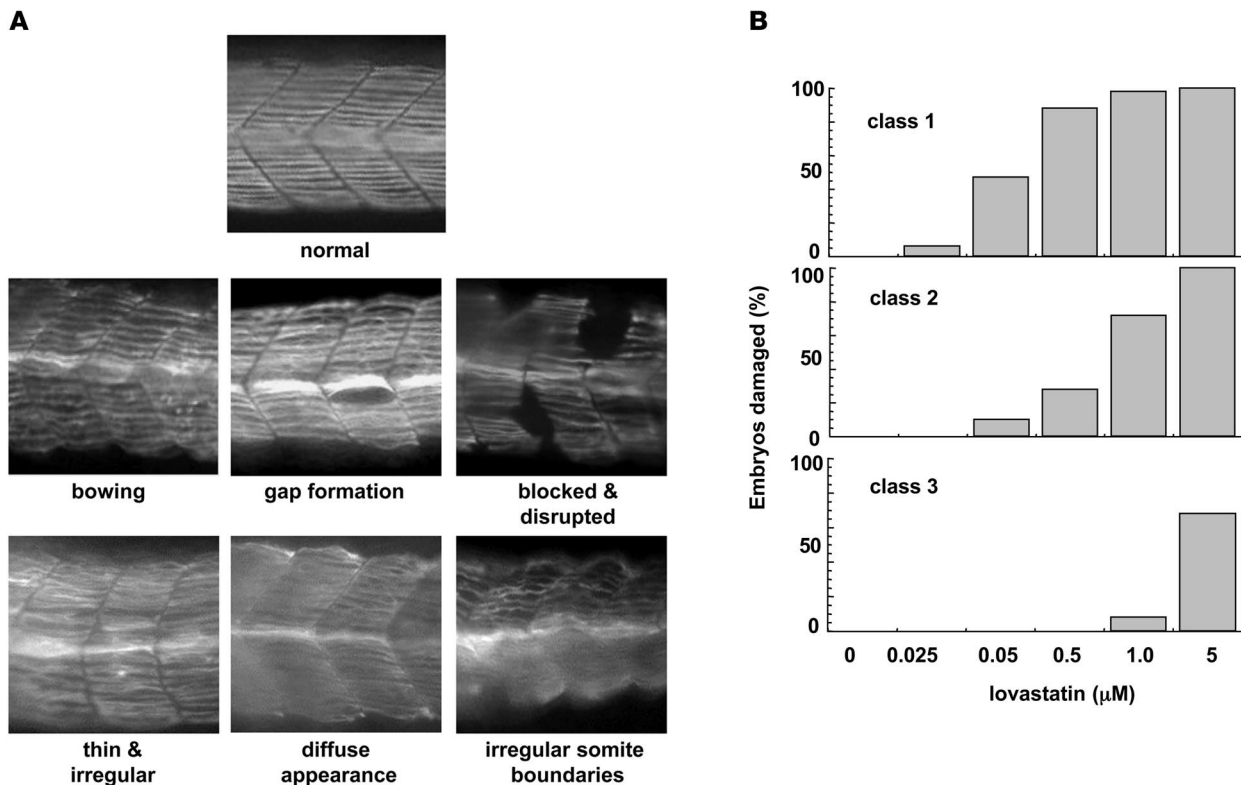 A
normal
bowing
gap formation
blocked &
disrupted
thin &
irregular
diffuse
appearance
irregular somite
boundaries
B
Embryos damaged (%)
100
50
0
class 1
100
50
0
class 2
100
50
0
class 3
0 0.025 0.05 0.5 1.0 5
lovastatin (μM)